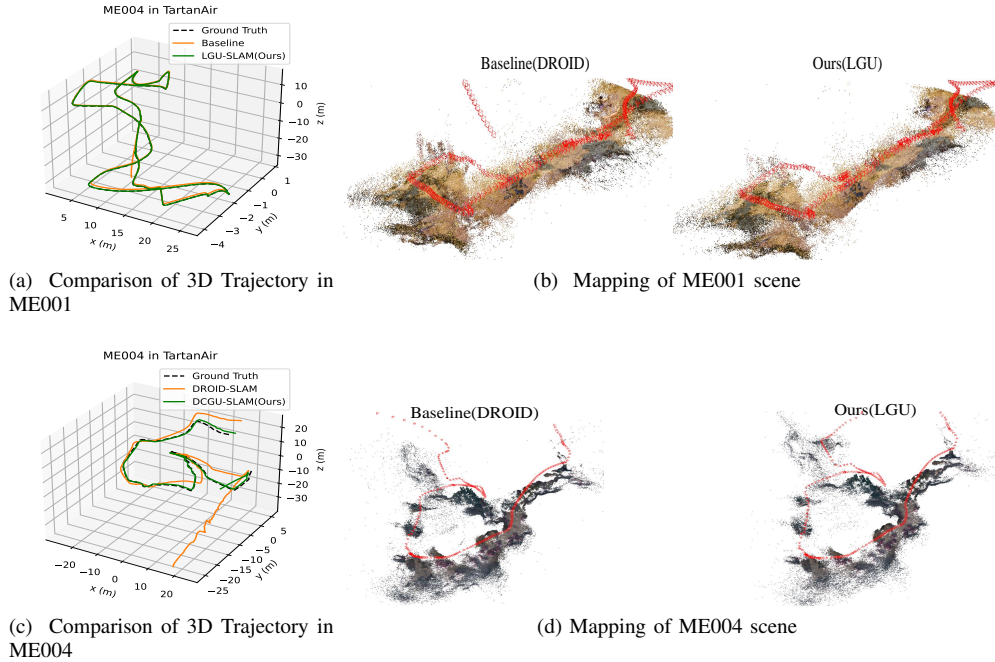 ME004 in TartanAir
Ground Truth
Baseline
LGU-SLAM(Ours)
10
0
−10
−20
−30
z (m)
1
0
−1
−2
−3
−4
y (m)
5
10
15
20
25
x (m)
Baseline(DROID)
Ours(LGU)
(a) Comparison of 3D Trajectory in
ME001
(b) Mapping of ME001 scene
ME004 in TartanAir
Ground Truth
DROID-SLAM
DCGU-SLAM(Ours)
20
10
0
−10
−20
−30
z (m)
5
0
−5
−10
−15
−20
−25
y (m)
−20
−10
0
10
20
x (m)
Baseline(DROID)
Ours(LGU)
(c) Comparison of 3D Trajectory in
ME004
(d) Mapping of ME004 scene